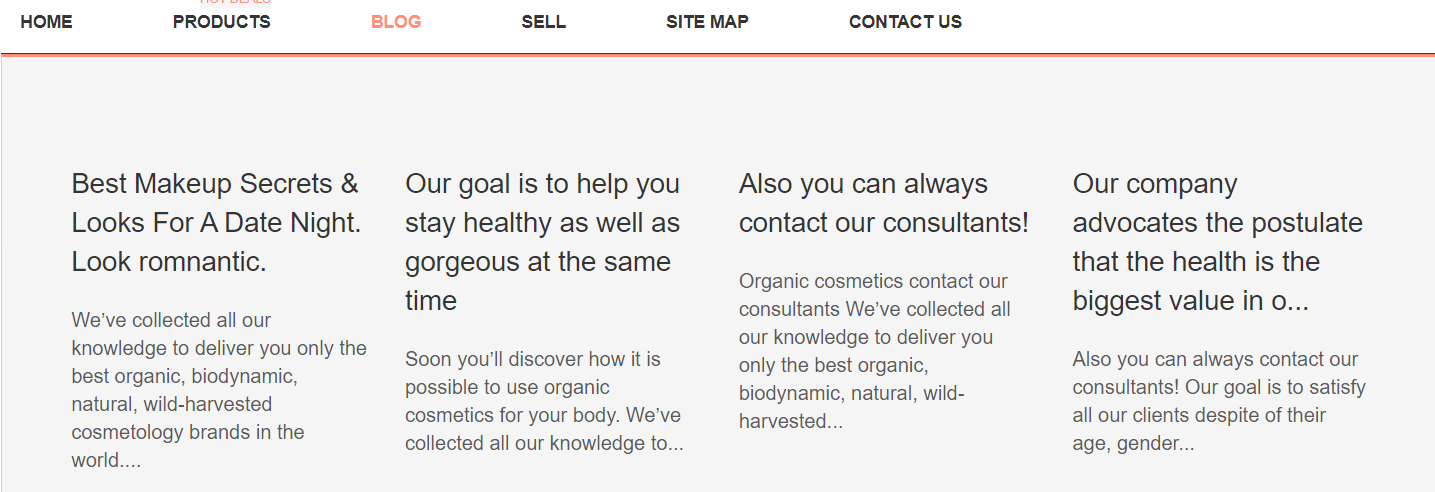 HOT DEALS
HOME PRODUCTS BLOG SELL SITE MAP CONTACT US
Best Makeup Secrets &
Looks For A Date Night.
Look romnantic.
We’ve collected all our
knowledge to deliver you only the
best organic, biodynamic,
natural, wild-harvested
cosmetology brands in the
world....
Our goal is to help you
stay healthy as well as
gorgeous at the same
time
Soon you’ll discover how it is
possible to use organic
cosmetics for your body. We’ve
collected all our knowledge to...
Also you can always
contact our consultants!
Organic cosmetics contact our
consultants We’ve collected all
our knowledge to deliver you
only the best organic,
biodynamic, natural, wild-
harvested...
Our company
advocates the postulate
that the health is the
biggest value in o...
Also you can always contact our
consultants! Our goal is to satisfy
all our clients despite of their
age, gender...